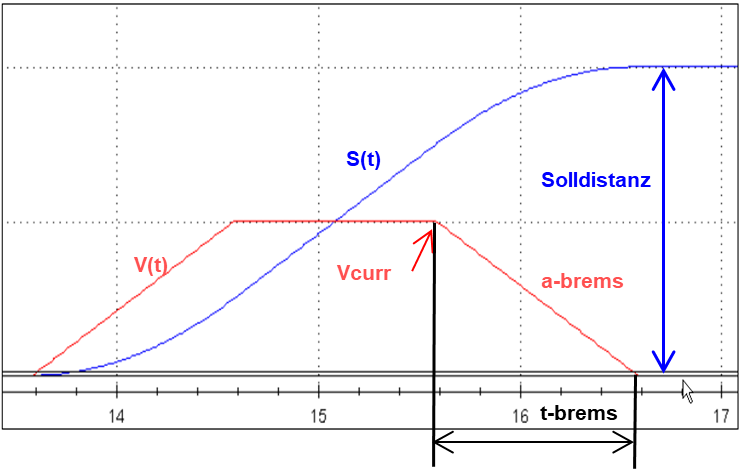 S(t)
Solldistanz
V(t)
Vcurr
a-brems
14 15 16 17
t-brems